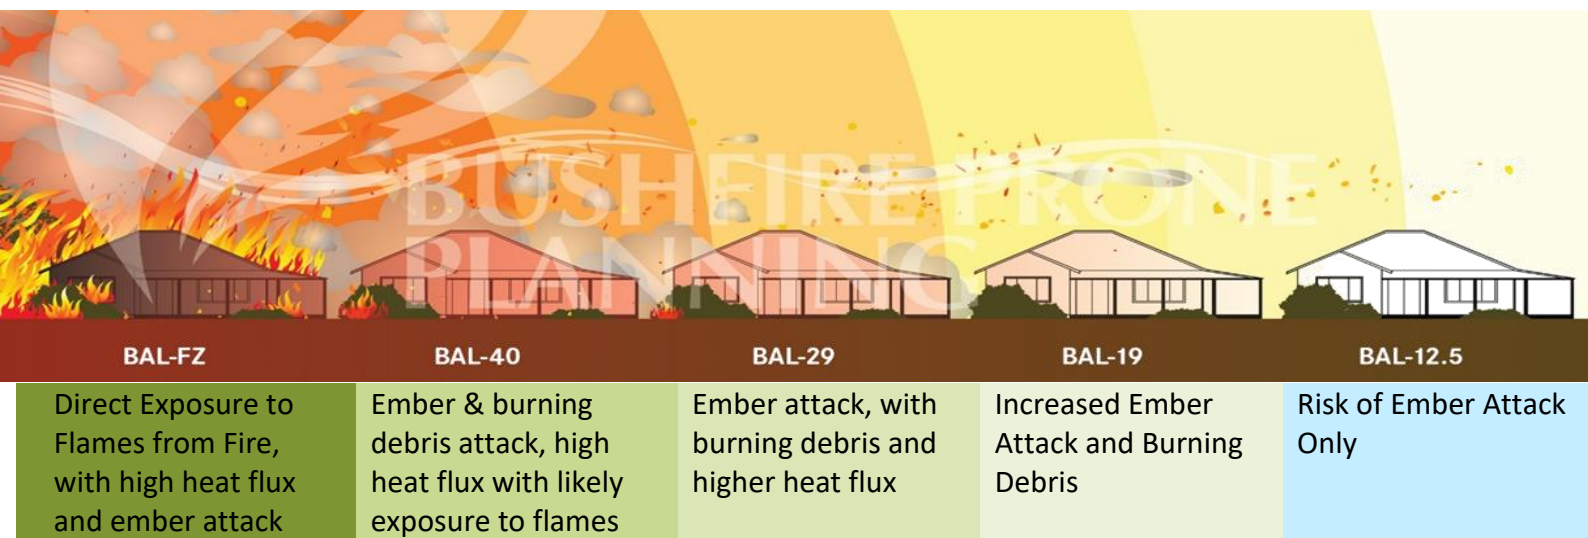 BUSHFIRE PRONE
PLANNING
BAL-FZ
BAL-40
BAL-29
BAL-19
BAL-12.5
Direct Exposure to
Flames from Fire,
with high heat flux
and ember attack
Ember & burning
debris attack, high
heat flux with likely
exposure to flames
Ember attack, with
burning debris and
higher heat flux
Increased Ember
Attack and Burning
Debris
Risk of Ember Attack
Only